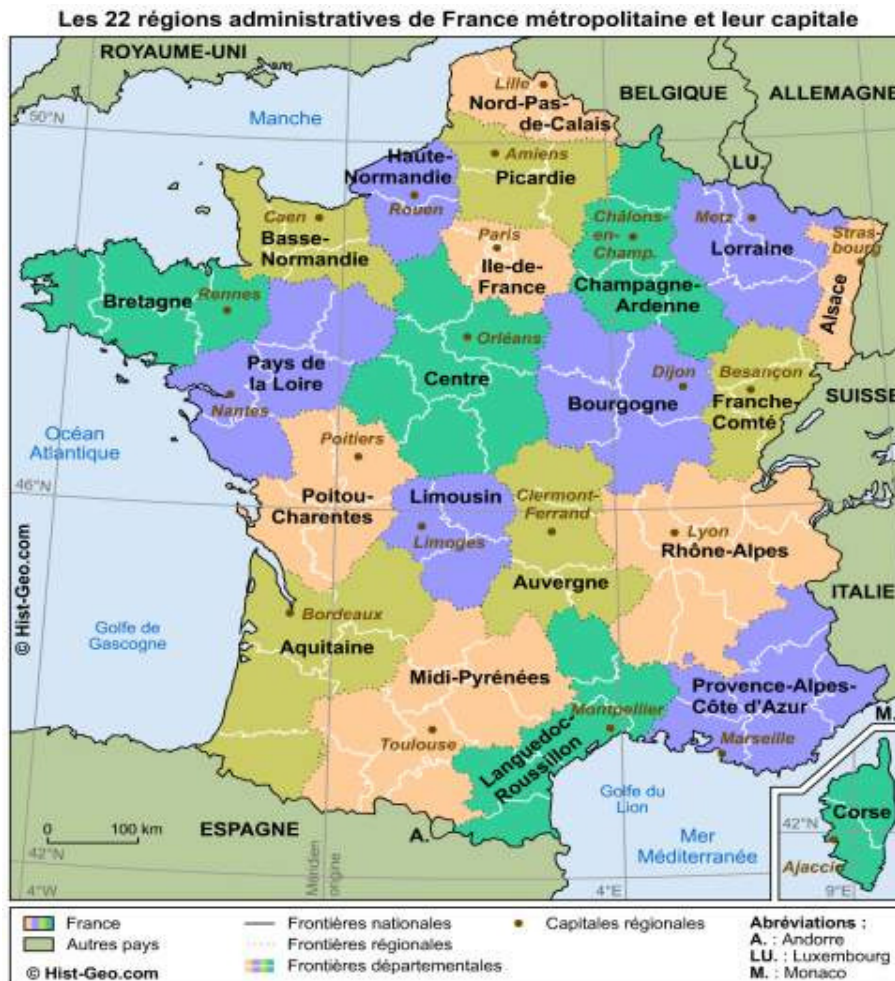 Les 22 régions administratives de France métropolitaine et leur capitale
ROYAUME-UNI
BELGIQUE
ALLEMAGNE
LU.
50°N
Manche
Lille
Nord-Pas-
de-Calais
Haute-
Normandie
Rouen
Amiens
Picardie
Caen
Basse-
Normandie
Paris
Ile-de-
France
Châlons-
en-
Champ.
Champagne-
Ardenne
Metz
Lorraine
Stras-
bourg
Alsace
Bretagne
Rennes
Pays de
la Loire
Nantes
Orléans
Centre
Dijon
Bourgogne
Besançon
Franche-
Comté
SUISSE
Océan
Atlantique
46°N
Poitiers
Poitou-
Charentes
Limousin
Limoges
Clermont-
Ferrand
Auvergne
Lyon
Rhône-Alpes
ITALIE
© Hist-Geo.com
Golfe de
Gascogne
Bordeaux
Aquitaine
Midi-Pyrénées
Toulouse
Languedoc-
Roussillon
Montpellier
Provence-Alpes-
Côte d'Azur
Marseille
M.
Golfe du
Lion
Mer
Méditerranée
Corse
42°N
Ajaccio
9°E
0 100 km
ESPAGNE
A.
42°N
4°W
Méridien
origine
4°E
France
Autres pays
© Hist-Geo.com
Frontières nationales
Frontières régionales
Frontières départementales
Capitales régionales
Abréviations :
A. : Andorre
LU. : Luxembourg
M. : Monaco